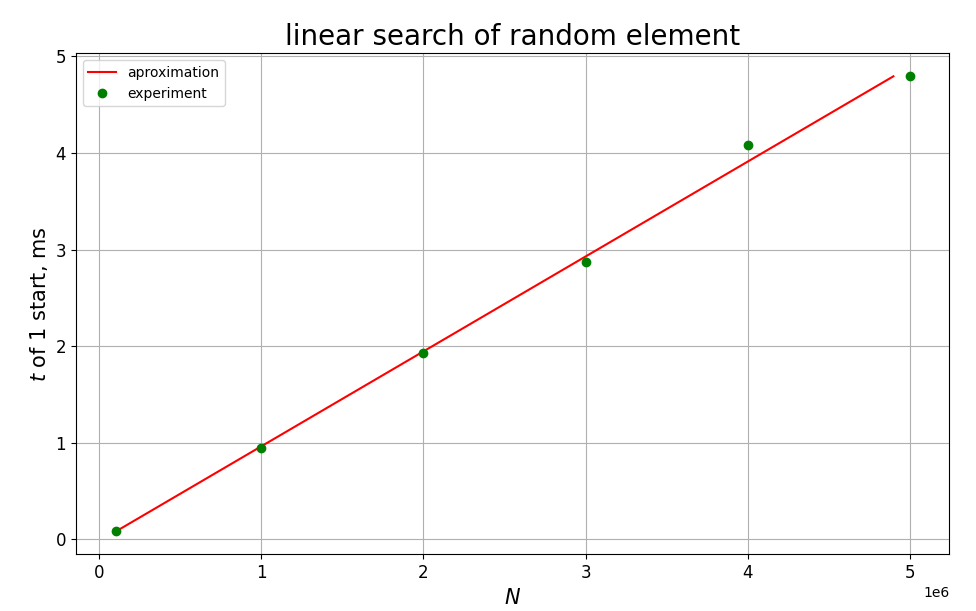 linear search of random element
aproximation
experiment
t of 1 start, ms
5
4
3
2
1
0
0 1 2 3 4 5
1e6
N